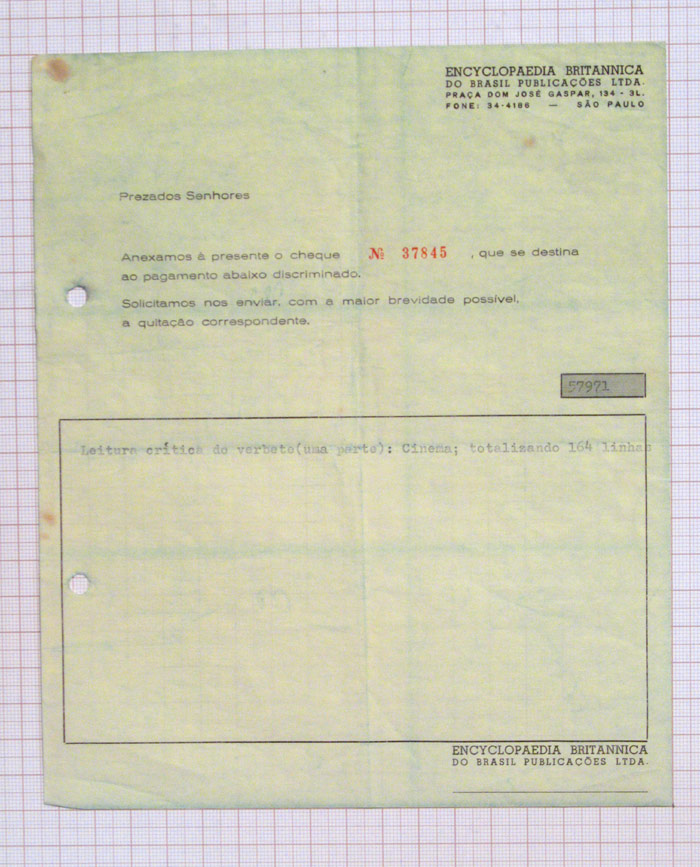 ENCYCLOPAEDIA BRITANNICA
DO BRASIL PUBLICAÇÕES LTDA.
PRAÇA DOM JOSÉ GASPAR, 134 - 3L.
FONE: 34-4186 — SÃO PAULO
Prezados Senhores
Anexamos à presente o cheque Nº 37845 , que se destina
ao pagamento abaixo discriminado.
Solicitamos nos enviar, com a maior brevidade possível,
a quitação correspondente.
57971
Leitura crítica do verbete(uma parte): Cinema; totalizando 164 linhas
ENCYCLOPAEDIA BRITANNICA
DO BRASIL PUBLICAÇÕES LTDA.